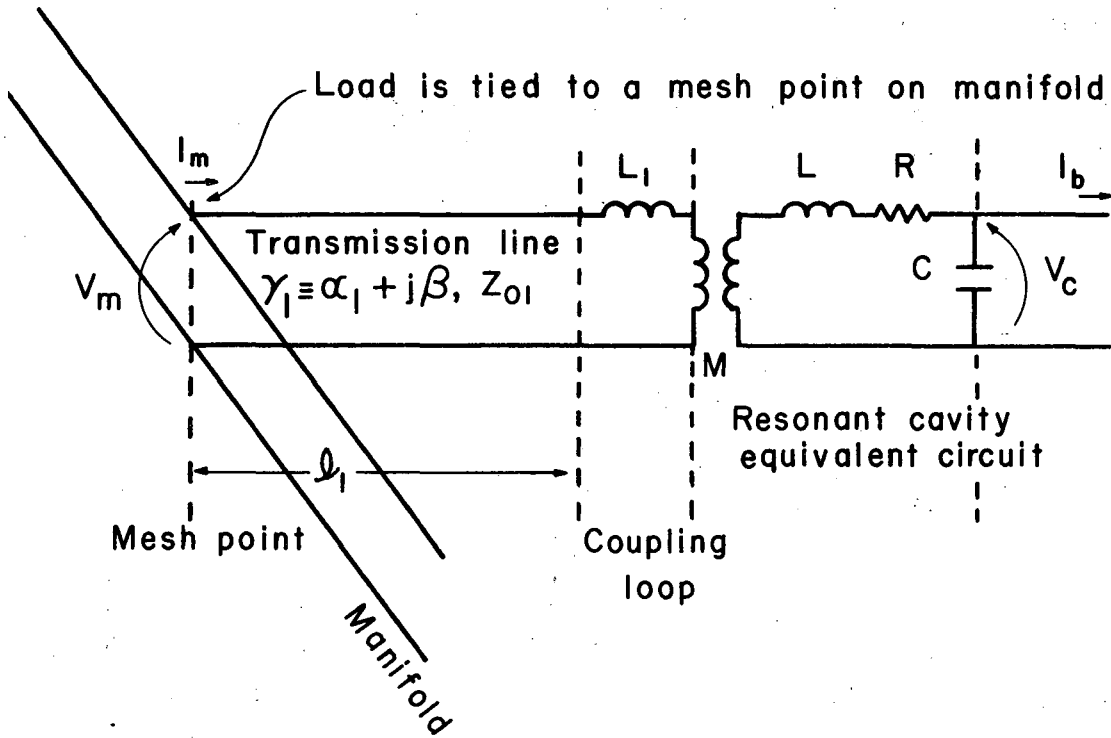 Load is tied to a mesh point on manifold
I_m
L_1
L
R
I_b
Transmission line
γ_1 ≡ α_1 + jβ, Z_01
V_m
C
V_c
M
Resonant cavity
equivalent circuit
ℓ_1
Mesh point
Coupling
loop
Manifold